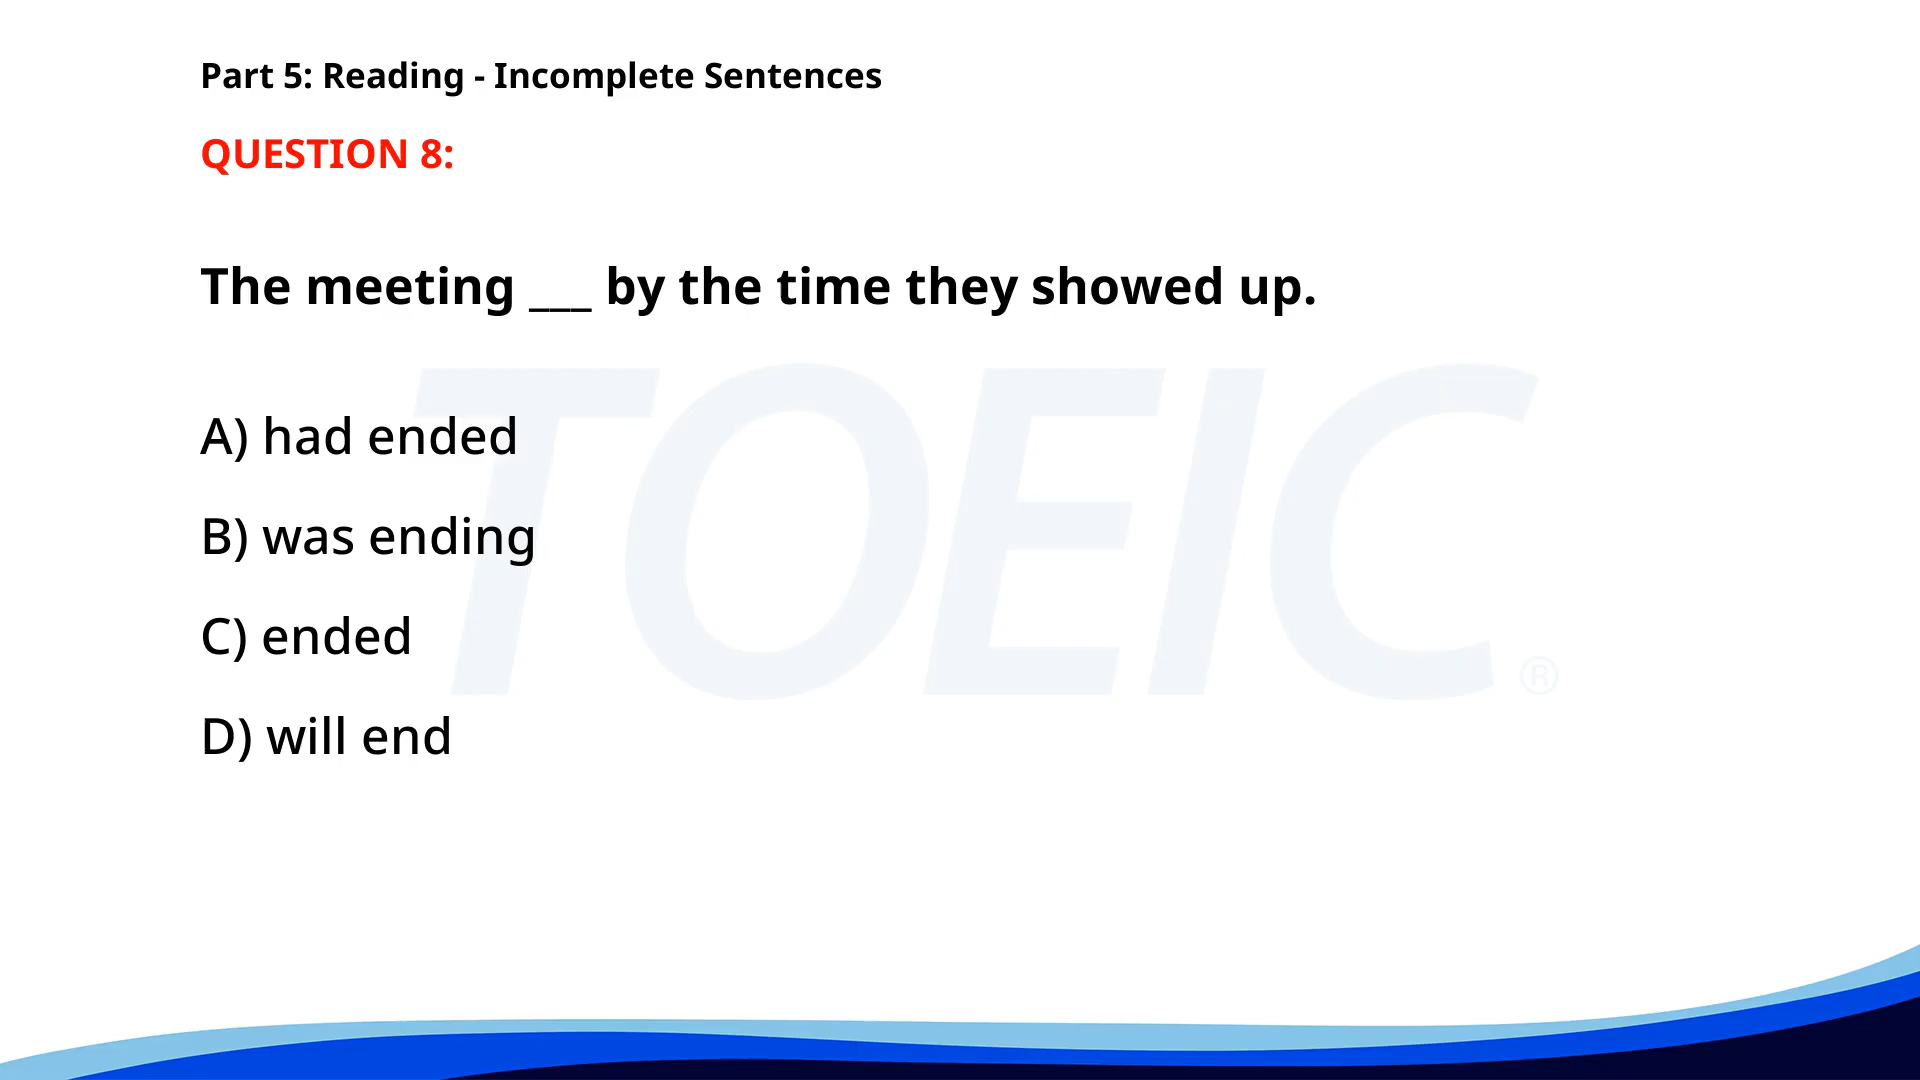 Part 5: Reading - Incomplete Sentences
QUESTION 8:
The meeting ___ by the time they showed up.
TOEIC®
A) had ended
B) was ending
C) ended
D) will end